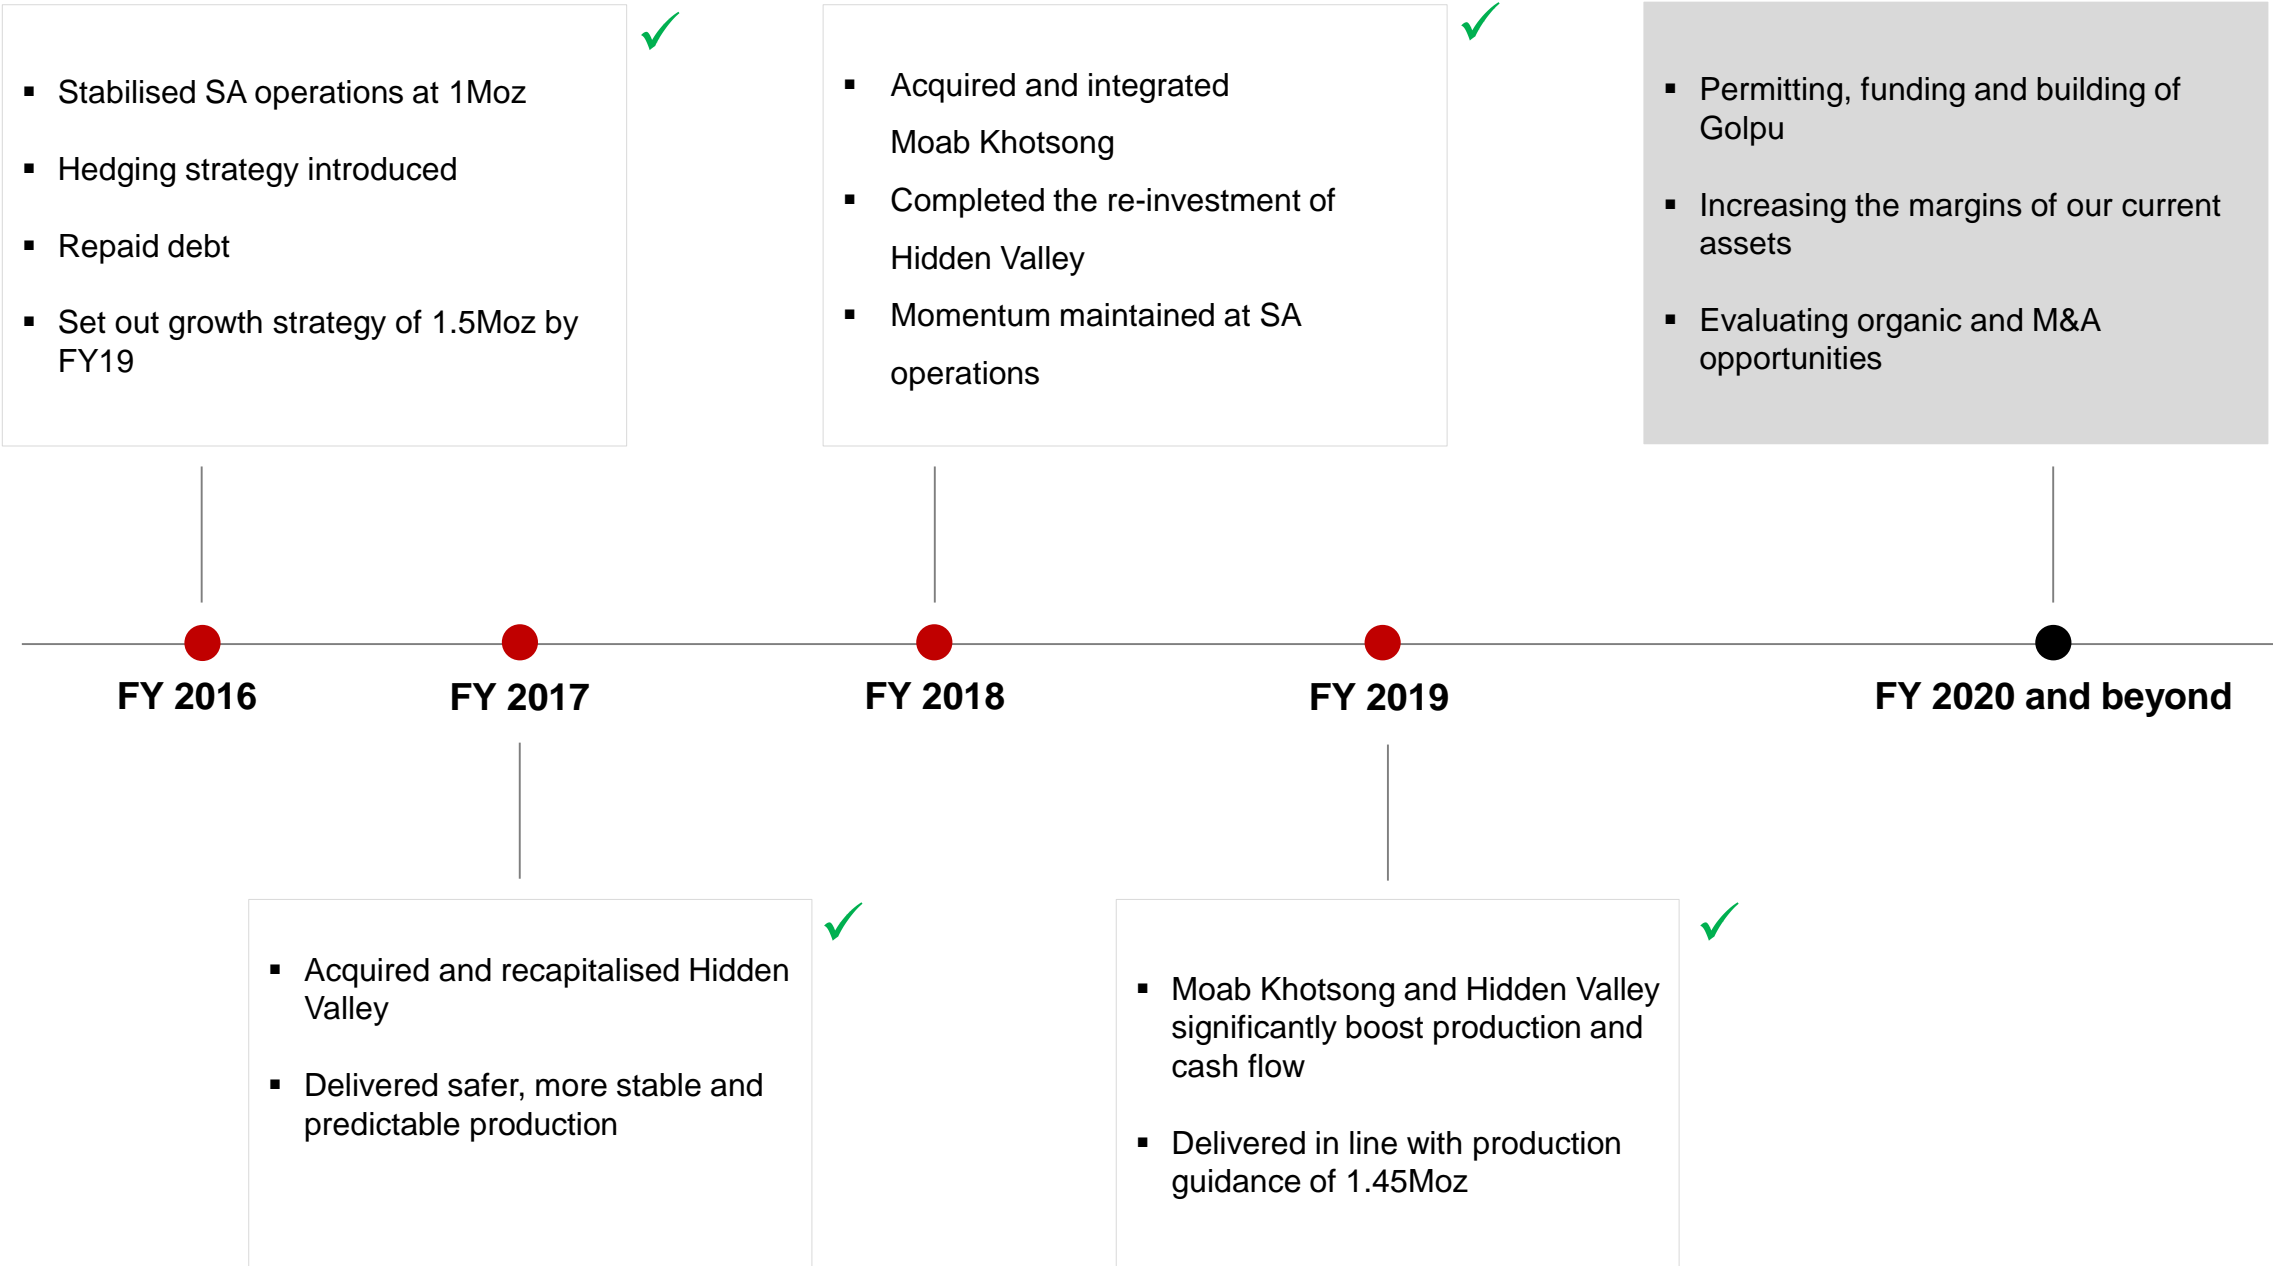 ▪ Stabilised SA operations at 1Moz
▪ Hedging strategy introduced
▪ Repaid debt
▪ Set out growth strategy of 1.5Moz by
FY19
▪ Acquired and integrated
Moab Khotsong
▪ Completed the re-investment of
Hidden Valley
▪ Momentum maintained at SA
operations
▪ Permitting, funding and building of
Golpu
▪ Increasing the margins of our current
assets
▪ Evaluating organic and M&A
opportunities
FY 2016
FY 2017
FY 2018
FY 2019
FY 2020 and beyond
▪ Acquired and recapitalised Hidden
Valley
▪ Delivered safer, more stable and
predictable production
▪ Moab Khotsong and Hidden Valley
significantly boost production and
cash flow
▪ Delivered in line with production
guidance of 1.45Moz